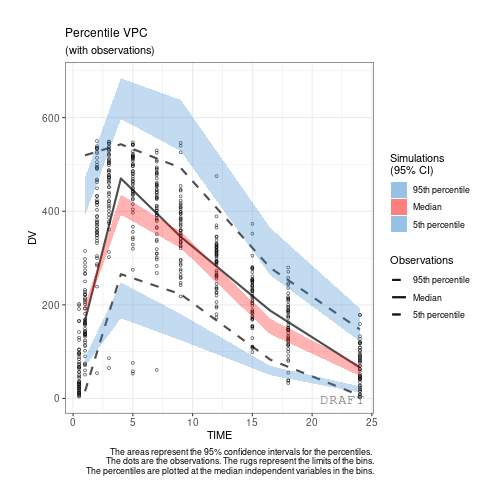 Percentile VPC
(with observations)
600
400
200
0
DV
0
5
10
15
20
25
TIME
DRAFT
Simulations
(95% CI)
95th percentile
Median
5th percentile
Observations
95th percentile
Median
5th percentile
The areas represent the 95% confidence intervals for the percentiles.
The dots are the observations. The rugs represent the limits of the bins.
The percentiles are plotted at the median independent variables in the bins.